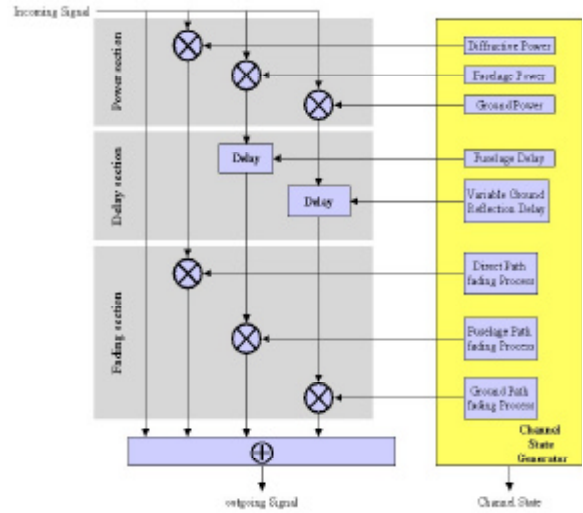 Incoming Signal
Power section
Diffractive Power
Fuselage Power
Ground Power
Delay section
Delay
Fuselage Delay
Delay
Variable Ground
Reflection Delay
Fading section
Direct Path
fading Process
Fuselage Path
fading Process
Ground Path
fading Process
Channel
State
Generator
outgoing Signal
Channel State